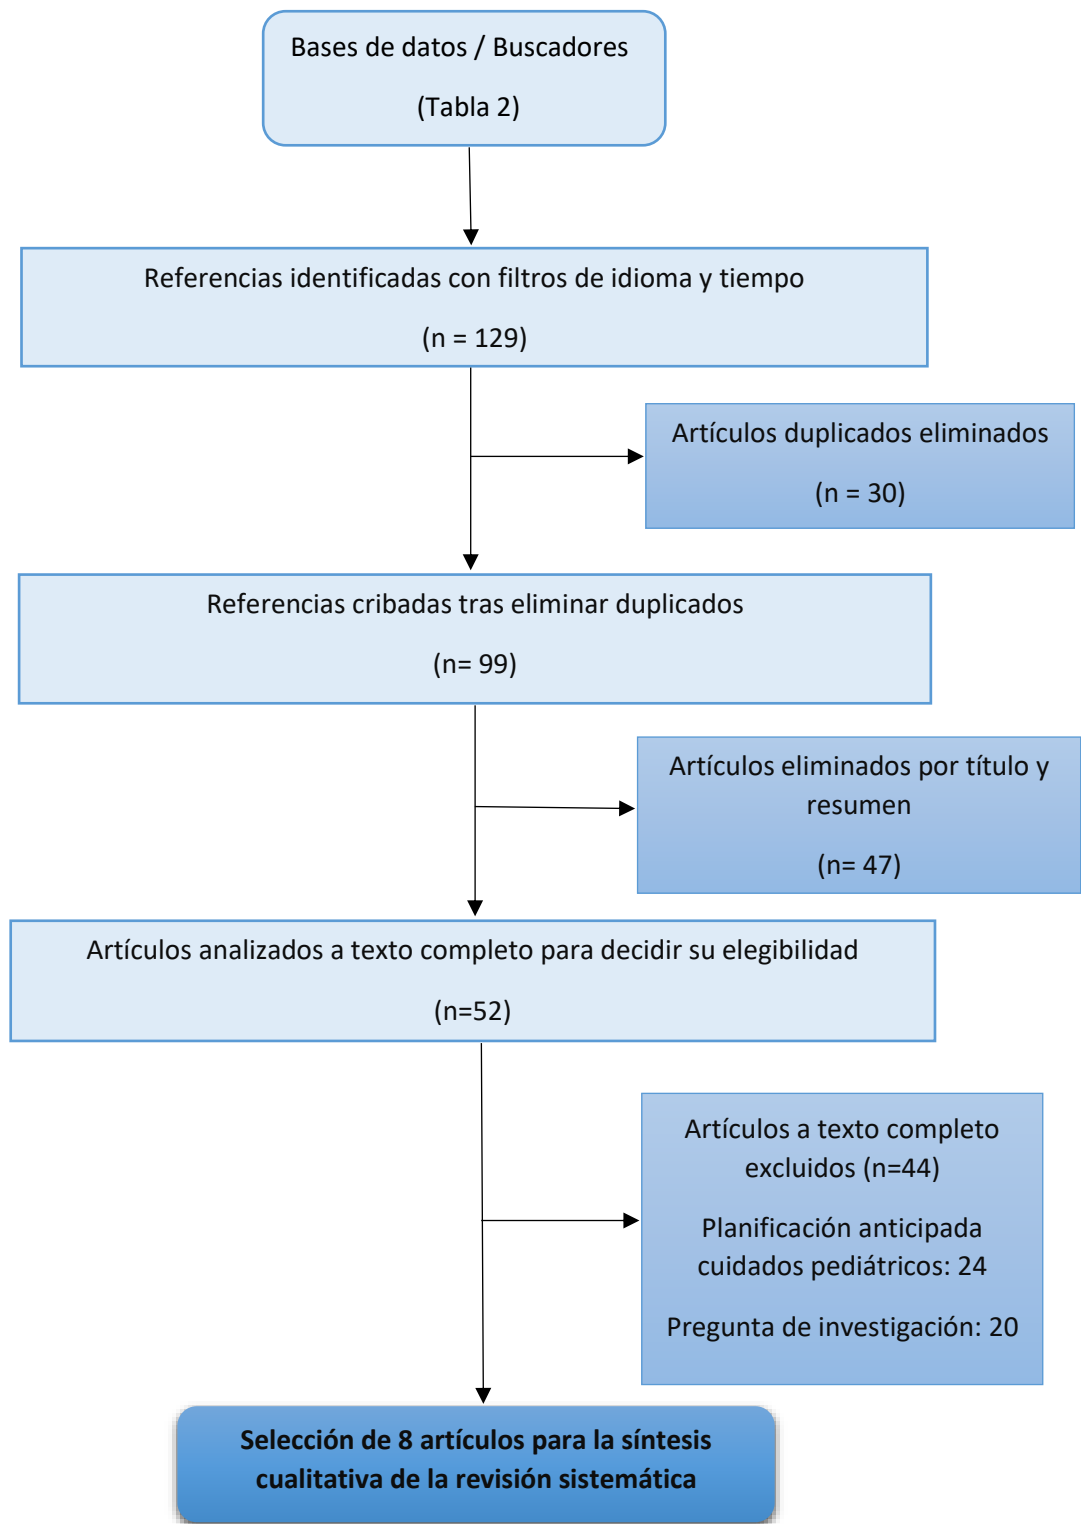 Bases de datos / Buscadores
(Tabla 2)
Referencias identificadas con filtros de idioma y tiempo
(n = 129)
Artículos duplicados eliminados
(n = 30)
Referencias cribadas tras eliminar duplicados
(n= 99)
Artículos eliminados por título y
resumen
(n= 47)
Artículos analizados a texto completo para decidir su elegibilidad
(n=52)
Artículos a texto completo
excluidos (n=44)
Planificación anticipada
cuidados pediátricos: 24
Pregunta de investigación: 20
Selección de 8 artículos para la síntesis
cualitativa de la revisión sistemática